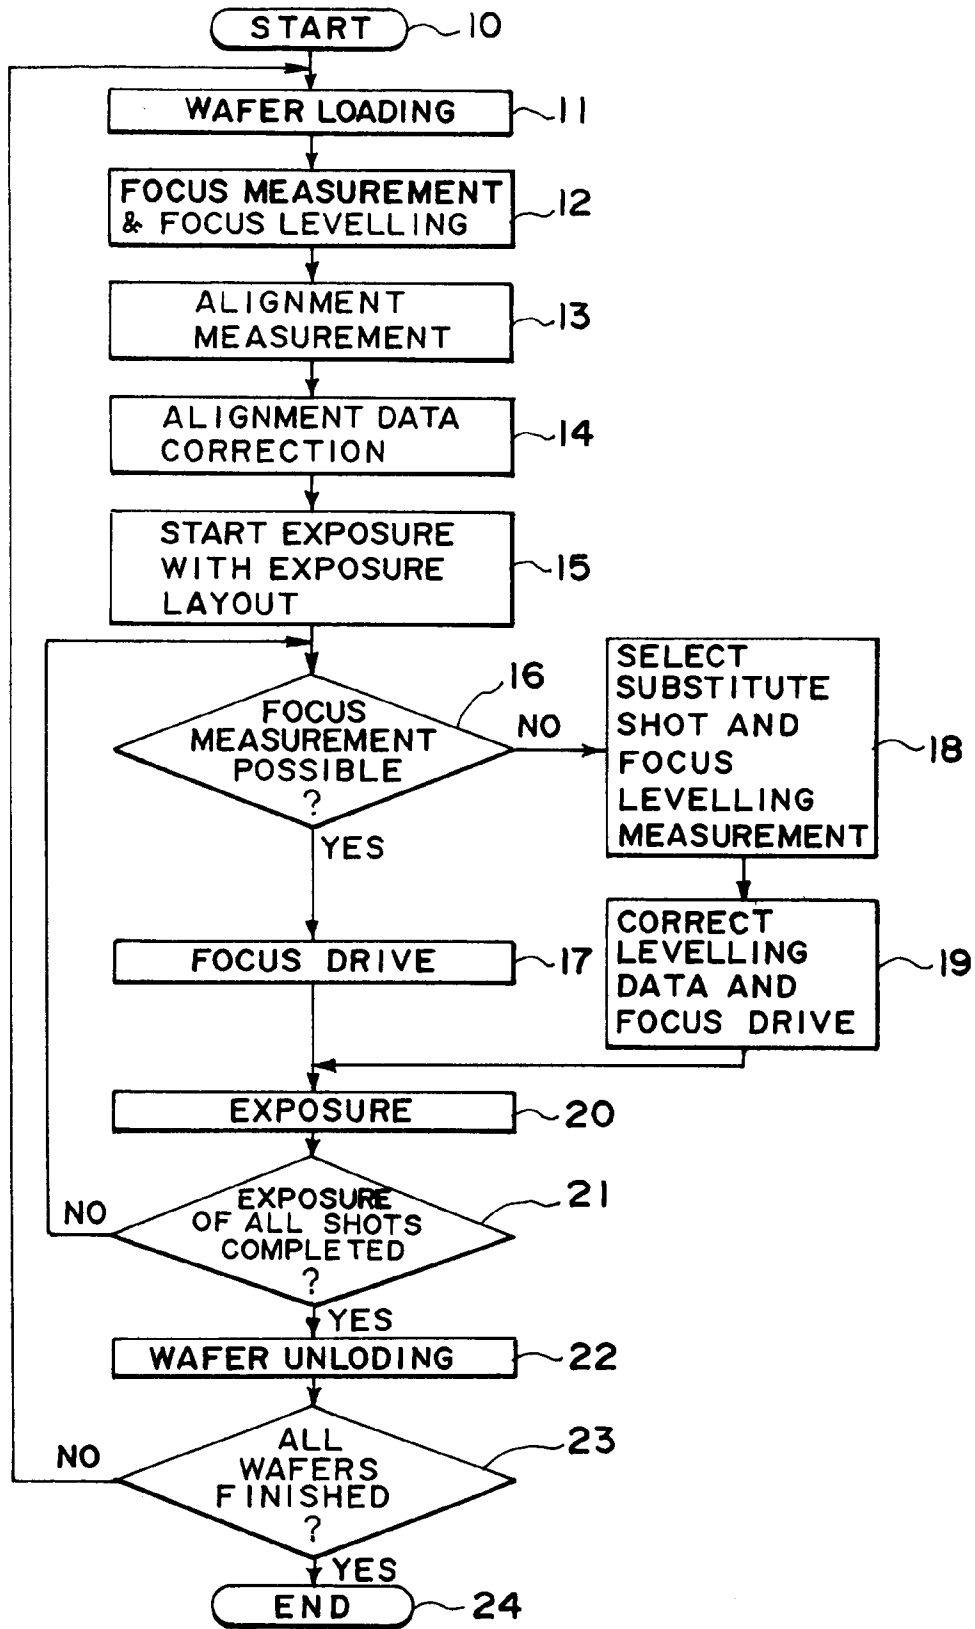 START
10
WAFER LOADING
11
FOCUS MEASUREMENT
& FOCUS LEVELLING
12
ALIGNMENT
MEASUREMENT
13
ALIGNMENT DATA
CORRECTION
14
START EXPOSURE
WITH EXPOSURE
LAYOUT
15
FOCUS
MEASUREMENT
POSSIBLE
?
16
NO
YES
SELECT
SUBSTITUTE
SHOT AND
FOCUS
LEVELLING
MEASUREMENT
18
FOCUS DRIVE
17
CORRECT
LEVELLING
DATA AND
FOCUS DRIVE
19
EXPOSURE
20
EXPOSURE
OF ALL SHOTS
COMPLETED
?
21
NO
YES
WAFER UNLODING
22
ALL
WAFERS
FINISHED
?
23
NO
YES
END
24